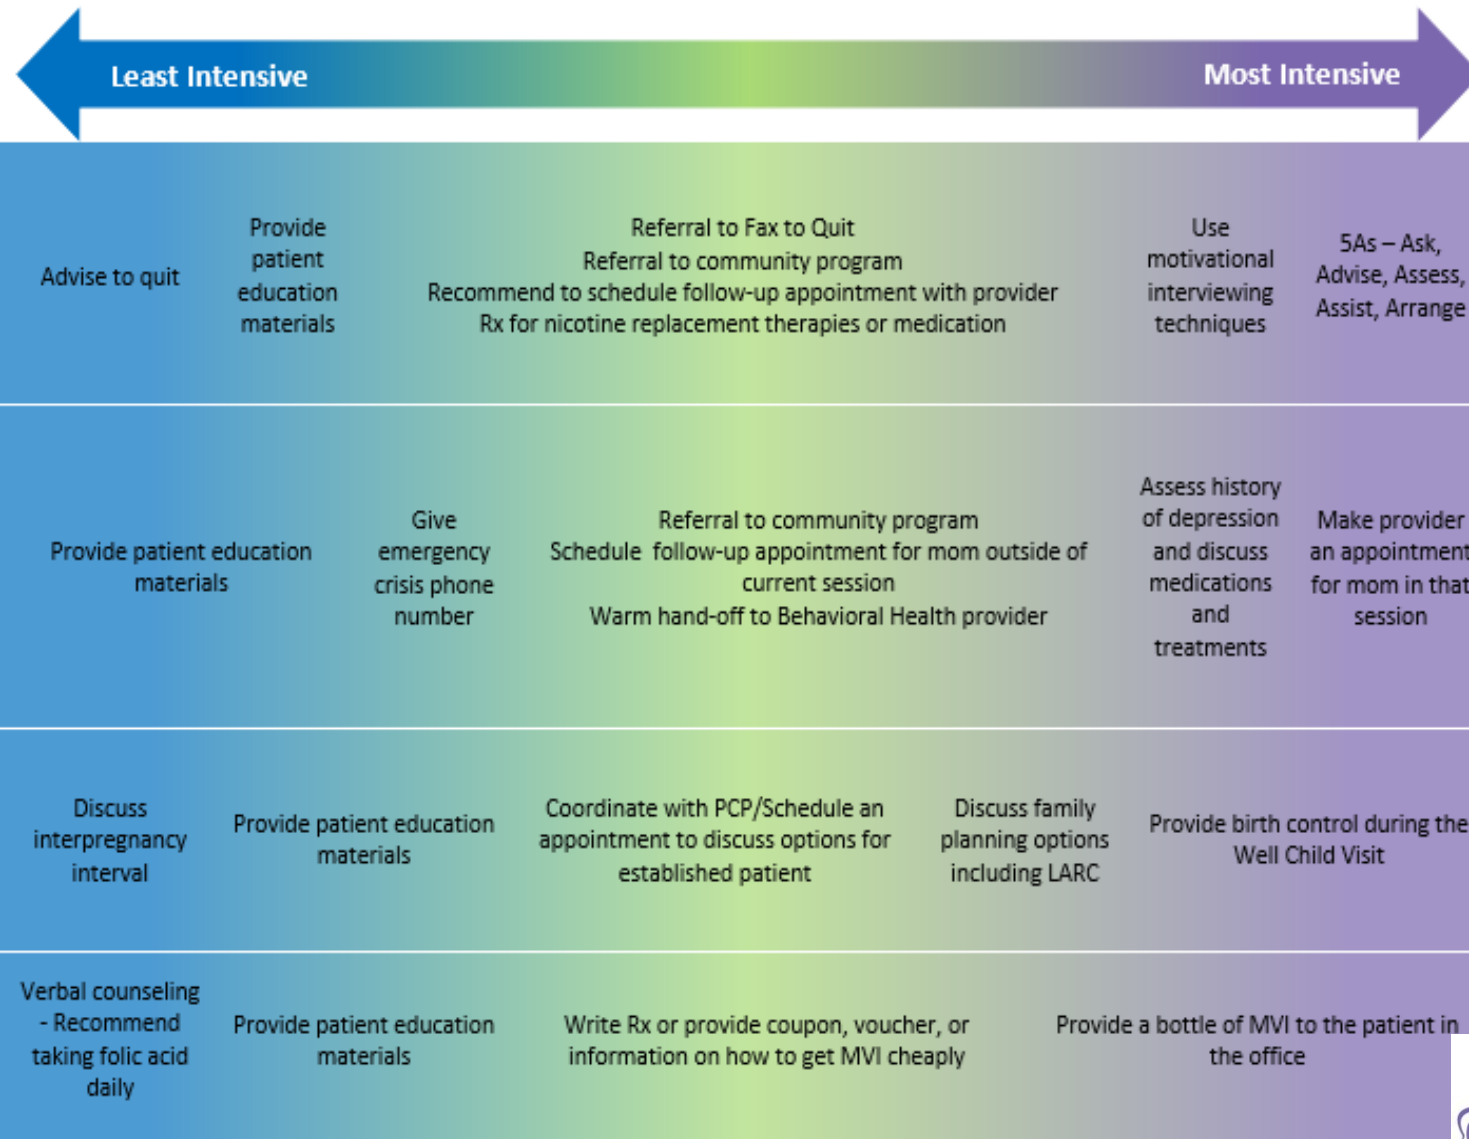 Least Intensive
Most Intensive
Advise to quit
Provide
patient
education
materials
Referral to Fax to Quit
Referral to community program
Recommend to schedule follow-up appointment with provider
Rx for nicotine replacement therapies or medication
Use
motivational
interviewing
techniques
5As – Ask,
Advise, Assess,
Assist, Arrange
Provide patient education
materials
Give
emergency
crisis phone
number
Referral to community program
Schedule follow-up appointment for mom outside of
current session
Warm hand-off to Behavioral Health provider
Assess history
of depression
and discuss
medications
and
treatments
Make provider
an appointment
for mom in that
session
Discuss
interpregnancy
interval
Provide patient education
materials
Coordinate with PCP/Schedule an
appointment to discuss options for
established patient
Discuss family
planning options
including LARC
Provide birth control during the
Well Child Visit
Verbal counseling
- Recommend
taking folic acid
daily
Provide patient education
materials
Write Rx or provide coupon, voucher, or
information on how to get MVI cheaply
Provide a bottle of MVI to the patient in
the office